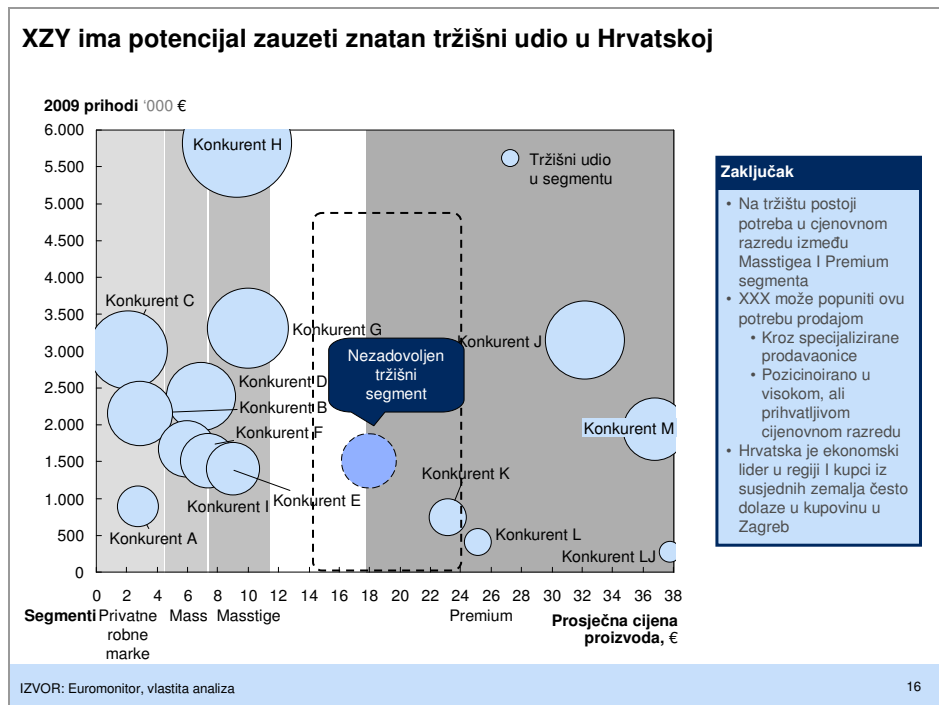 XZY ima potencijal zauzeti znatan tržišni udio u Hrvatskoj
2009 prihodi '000 €
6.000
5.500
5.000
4.500
4.000
3.500
3.000
2.500
2.000
1.500
1.000
500
0
Konkurent H
Tržišni udio
u segmentu
Konkurent C
Konkurent G
Konkurent J
Nezadovoljen
tržišni
segment
Konkurent D
Konkurent B
Konkurent F
Konkurent M
Konkurent K
Konkurent I
Konkurent E
Konkurent A
Konkurent L
Konkurent LJ
0 2 4 6 8 10 12 14 16 18 20 22 24 26 28 30 32 34 36 38
Segmenti
Privatne
robne
marke
Mass
Masstige
Premium
Prosječna cijena
proizvoda, €
Zaključak
• Na tržištu postoji
potreba u cjenovnom
razredu između
Masstigea I Premium
segmenta
• XXX može popuniti ovu
potrebu prodajom
• Kroz specijalizirane
prodavaonice
• Pozicinoirano u
visokom, ali
prihvatljivom
cijenovnom razredu
• Hrvatska je ekonomski
lider u regiji I kupci iz
susjednih zemalja često
dolaze u kupovinu u
Zagreb
IZVOR: Euromonitor, vlastita analiza
16